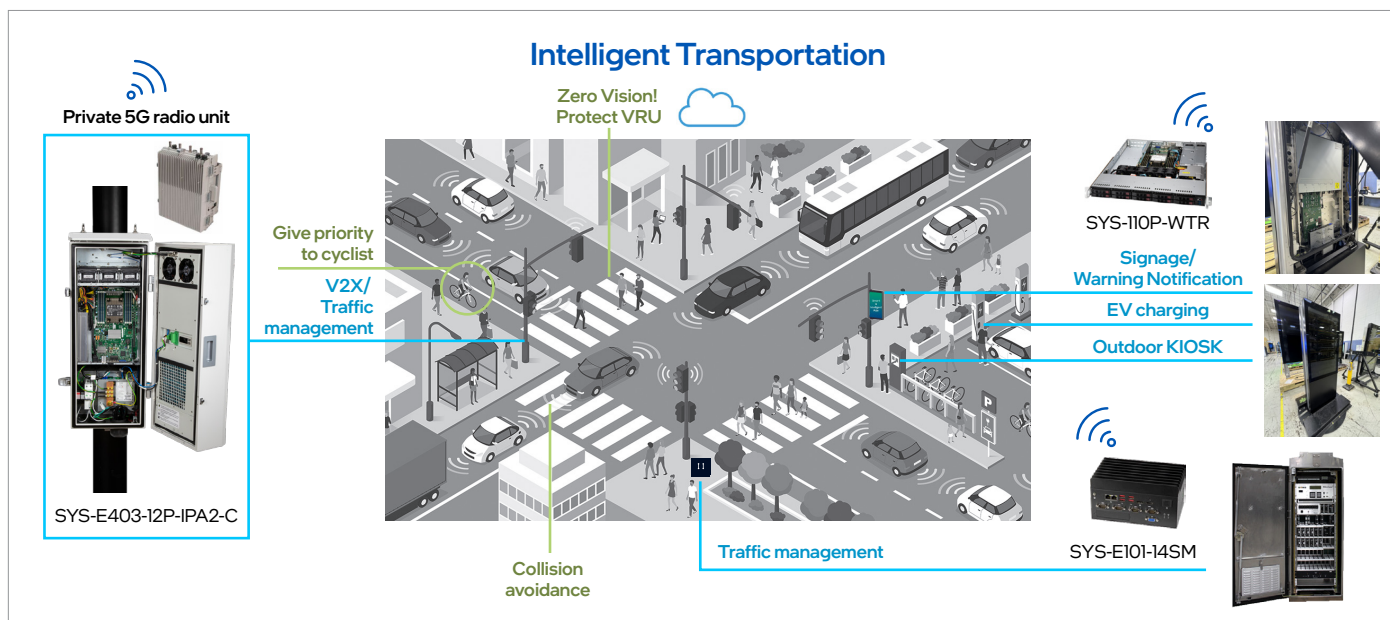 Intelligent Transportation
Private 5G radio unit
SYS-E403-12P-IPA2-C
Zero Vision!
Protect VRU
Give priority
to cyclist
V2X/
Traffic
management
Collision
avoidance
SYS-110P-WTR
Signage/
Warning Notification
EV charging
Outdoor KIOSK
P
Traffic management
SYS-E101-14SM